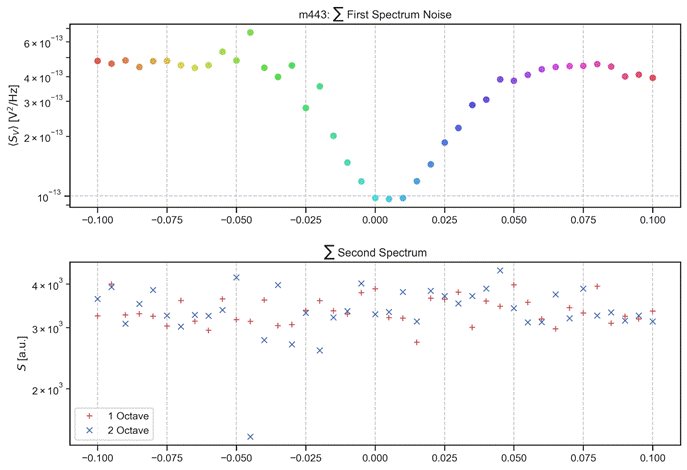 m443: ∑ First Spectrum Noise
6 × 10⁻¹³
4 × 10⁻¹³
3 × 10⁻¹³
2 × 10⁻¹³
10⁻¹³
⟨S_V⟩ [V²/Hz]
−0.100 −0.075 −0.050 −0.025 0.000 0.025 0.050 0.075 0.100
∑ Second Spectrum
4 × 10³
3 × 10³
2 × 10³
S [a.u.]
1 Octave
2 Octave
−0.100 −0.075 −0.050 −0.025 0.000 0.025 0.050 0.075 0.100